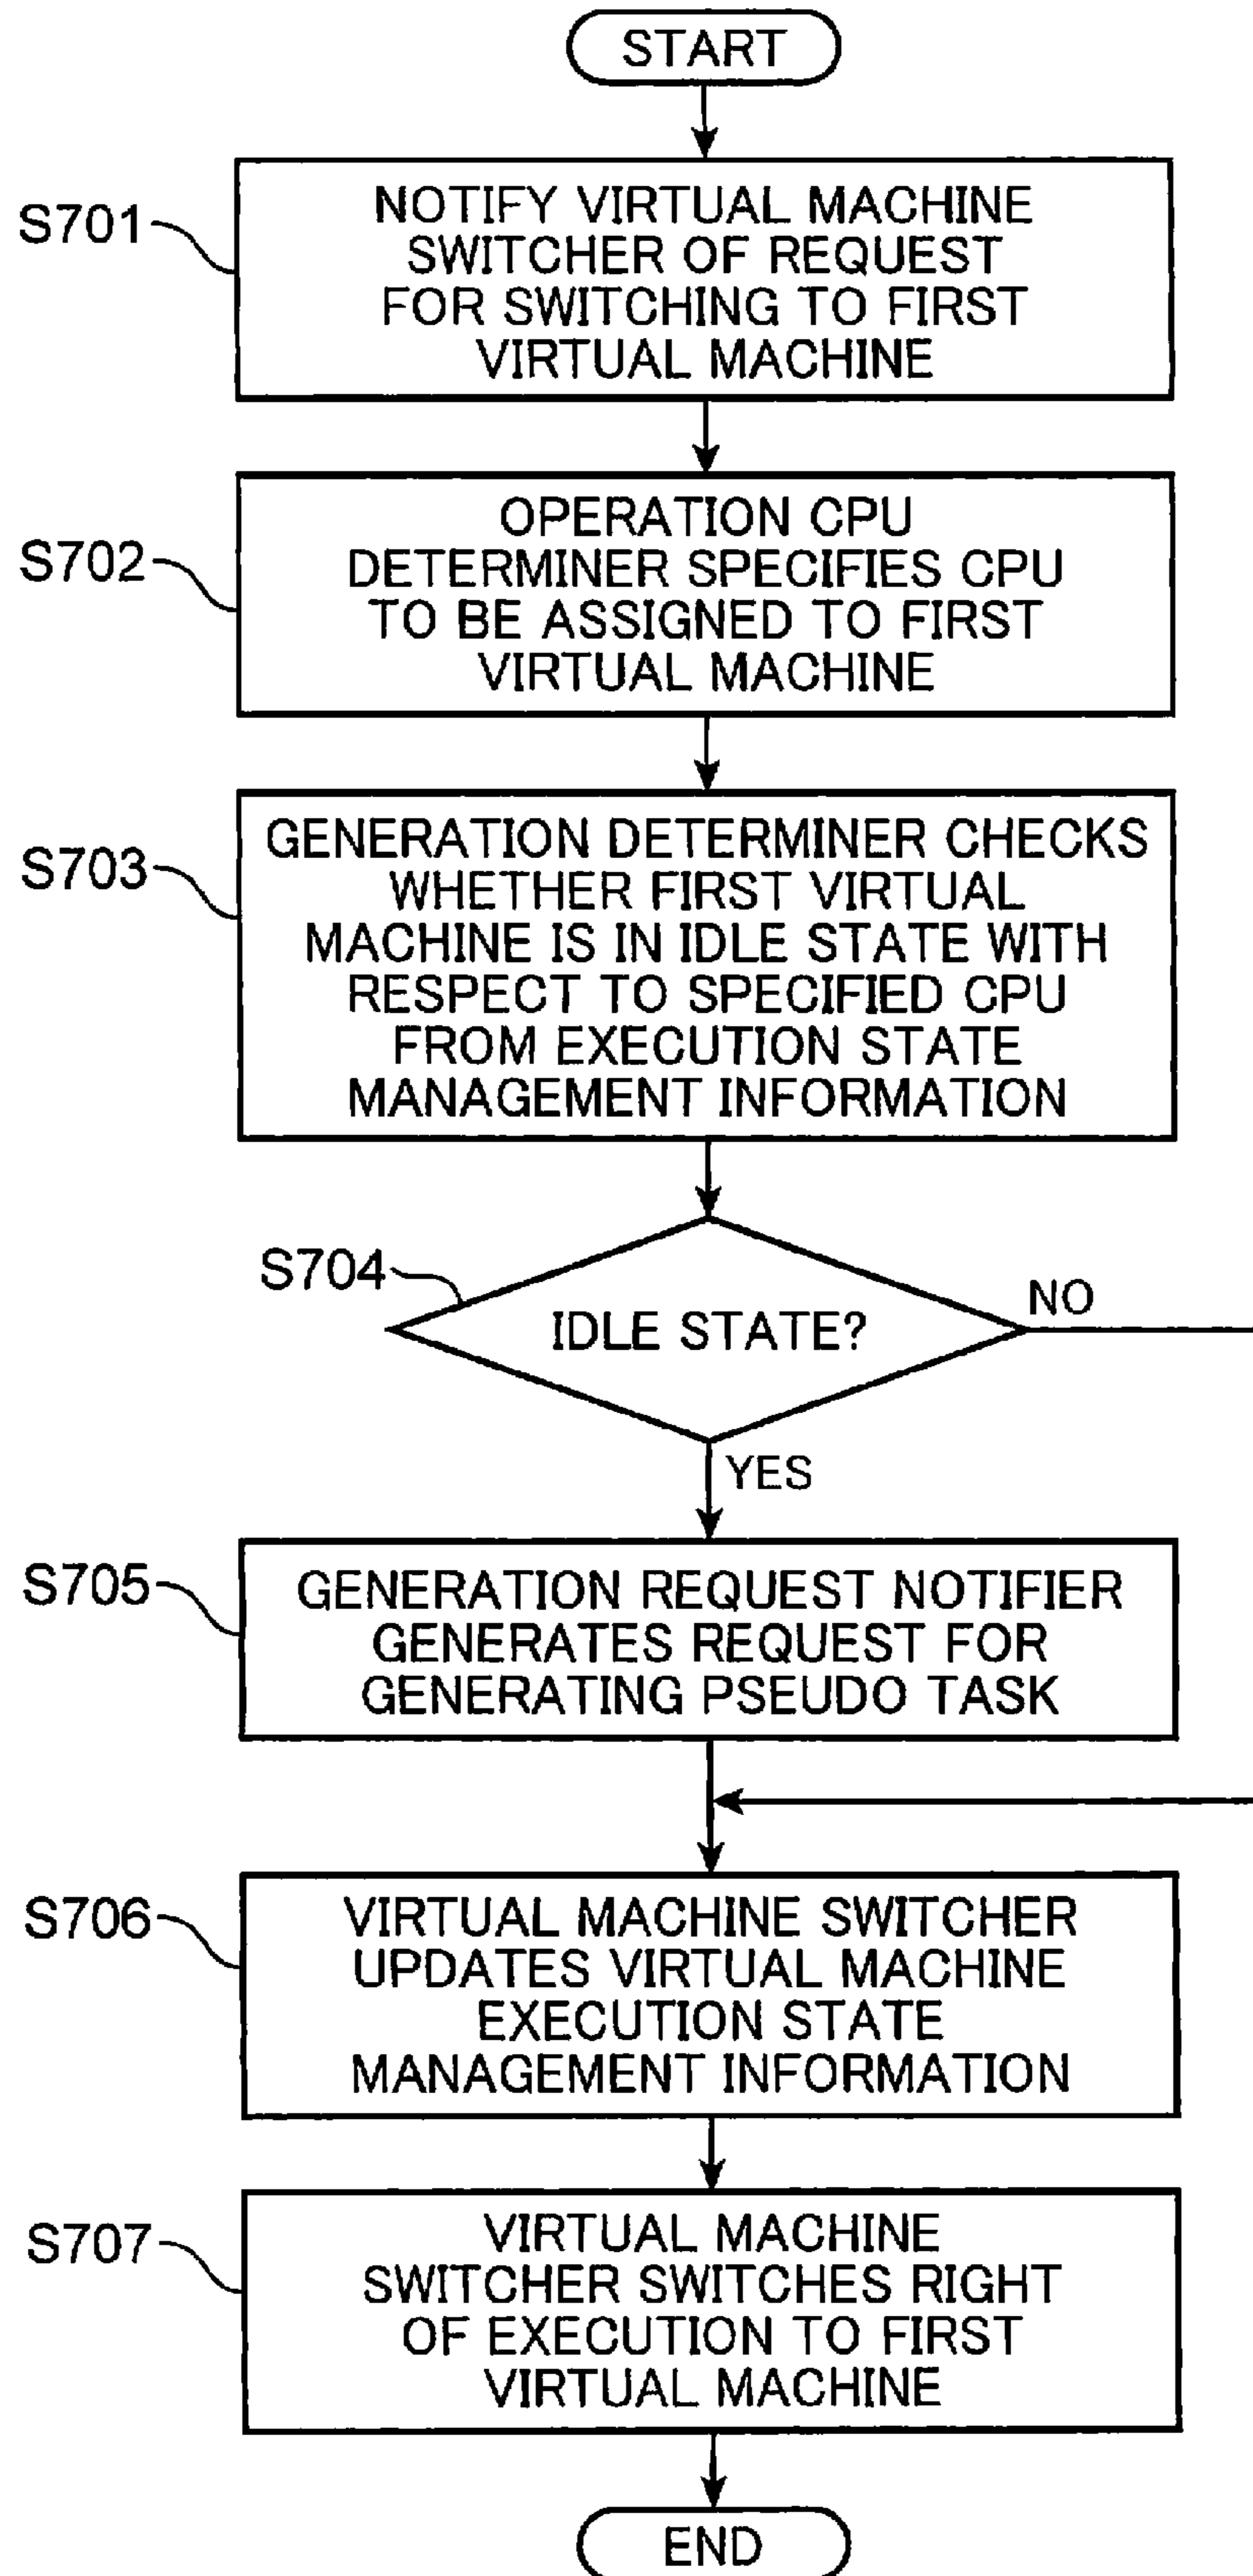 START
S701
NOTIFY VIRTUAL MACHINE
SWITCHER OF REQUEST
FOR SWITCHING TO FIRST
VIRTUAL MACHINE
S702
OPERATION CPU
DETERMINER SPECIFIES CPU
TO BE ASSIGNED TO FIRST
VIRTUAL MACHINE
S703
GENERATION DETERMINER CHECKS
WHETHER FIRST VIRTUAL
MACHINE IS IN IDLE STATE WITH
RESPECT TO SPECIFIED CPU
FROM EXECUTION STATE
MANAGEMENT INFORMATION
S704
IDLE STATE?
NO
YES
S705
GENERATION REQUEST NOTIFIER
GENERATES REQUEST FOR
GENERATING PSEUDO TASK
S706
VIRTUAL MACHINE SWITCHER
UPDATES VIRTUAL MACHINE
EXECUTION STATE
MANAGEMENT INFORMATION
S707
VIRTUAL MACHINE
SWITCHER SWITCHES RIGHT
OF EXECUTION TO FIRST
VIRTUAL MACHINE
END